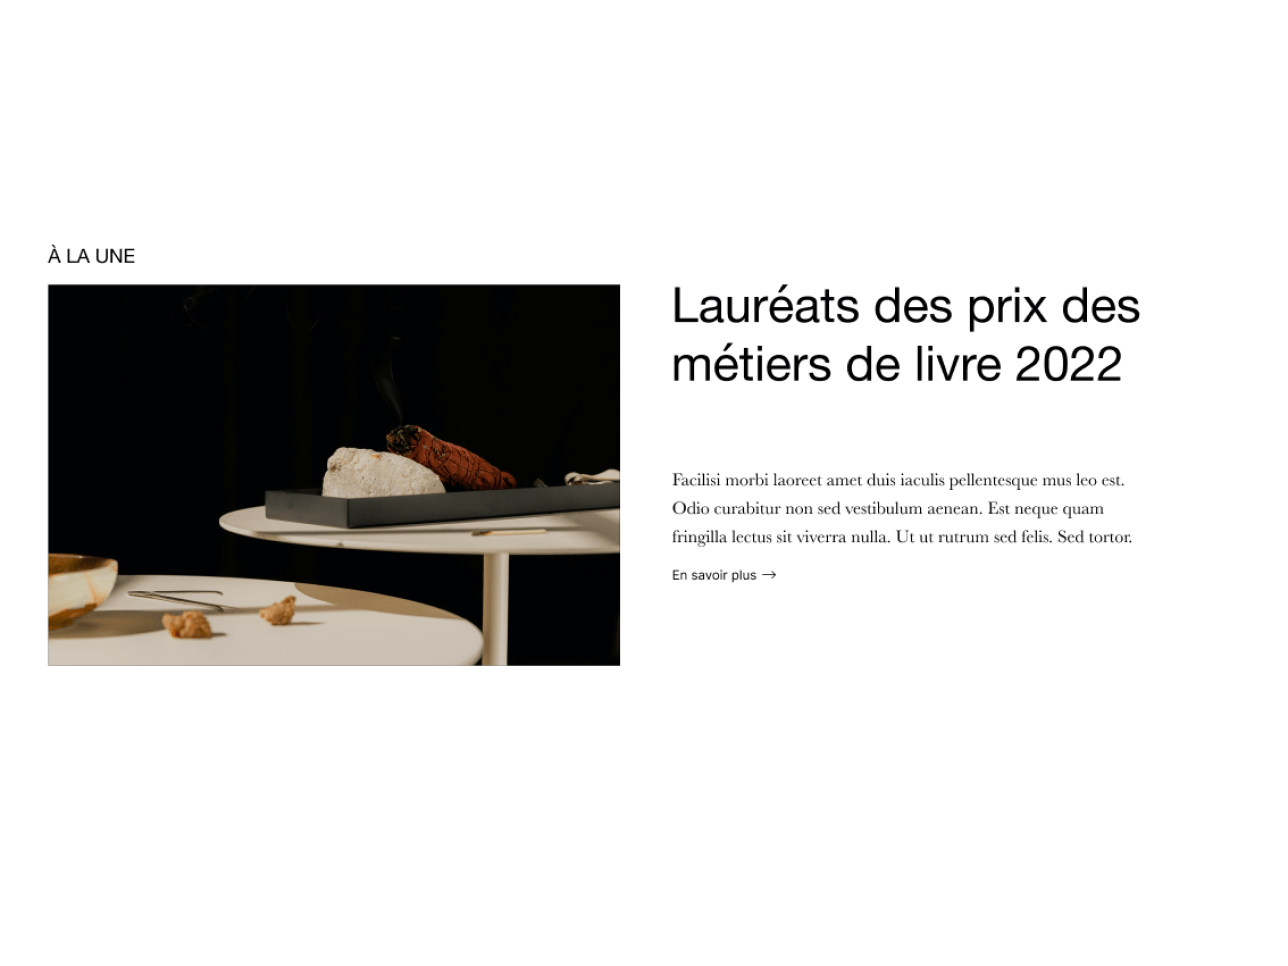 À LA UNE
Lauréats des prix des
métiers de livre 2022
Facilisi morbi laoreet amet duis iaculis pellentesque mus leo est.
Odio curabitur non sed vestibulum aenean. Est neque quam
fringilla lectus sit viverra nulla. Ut ut rutrum sed felis. Sed tortor.
En savoir plus →